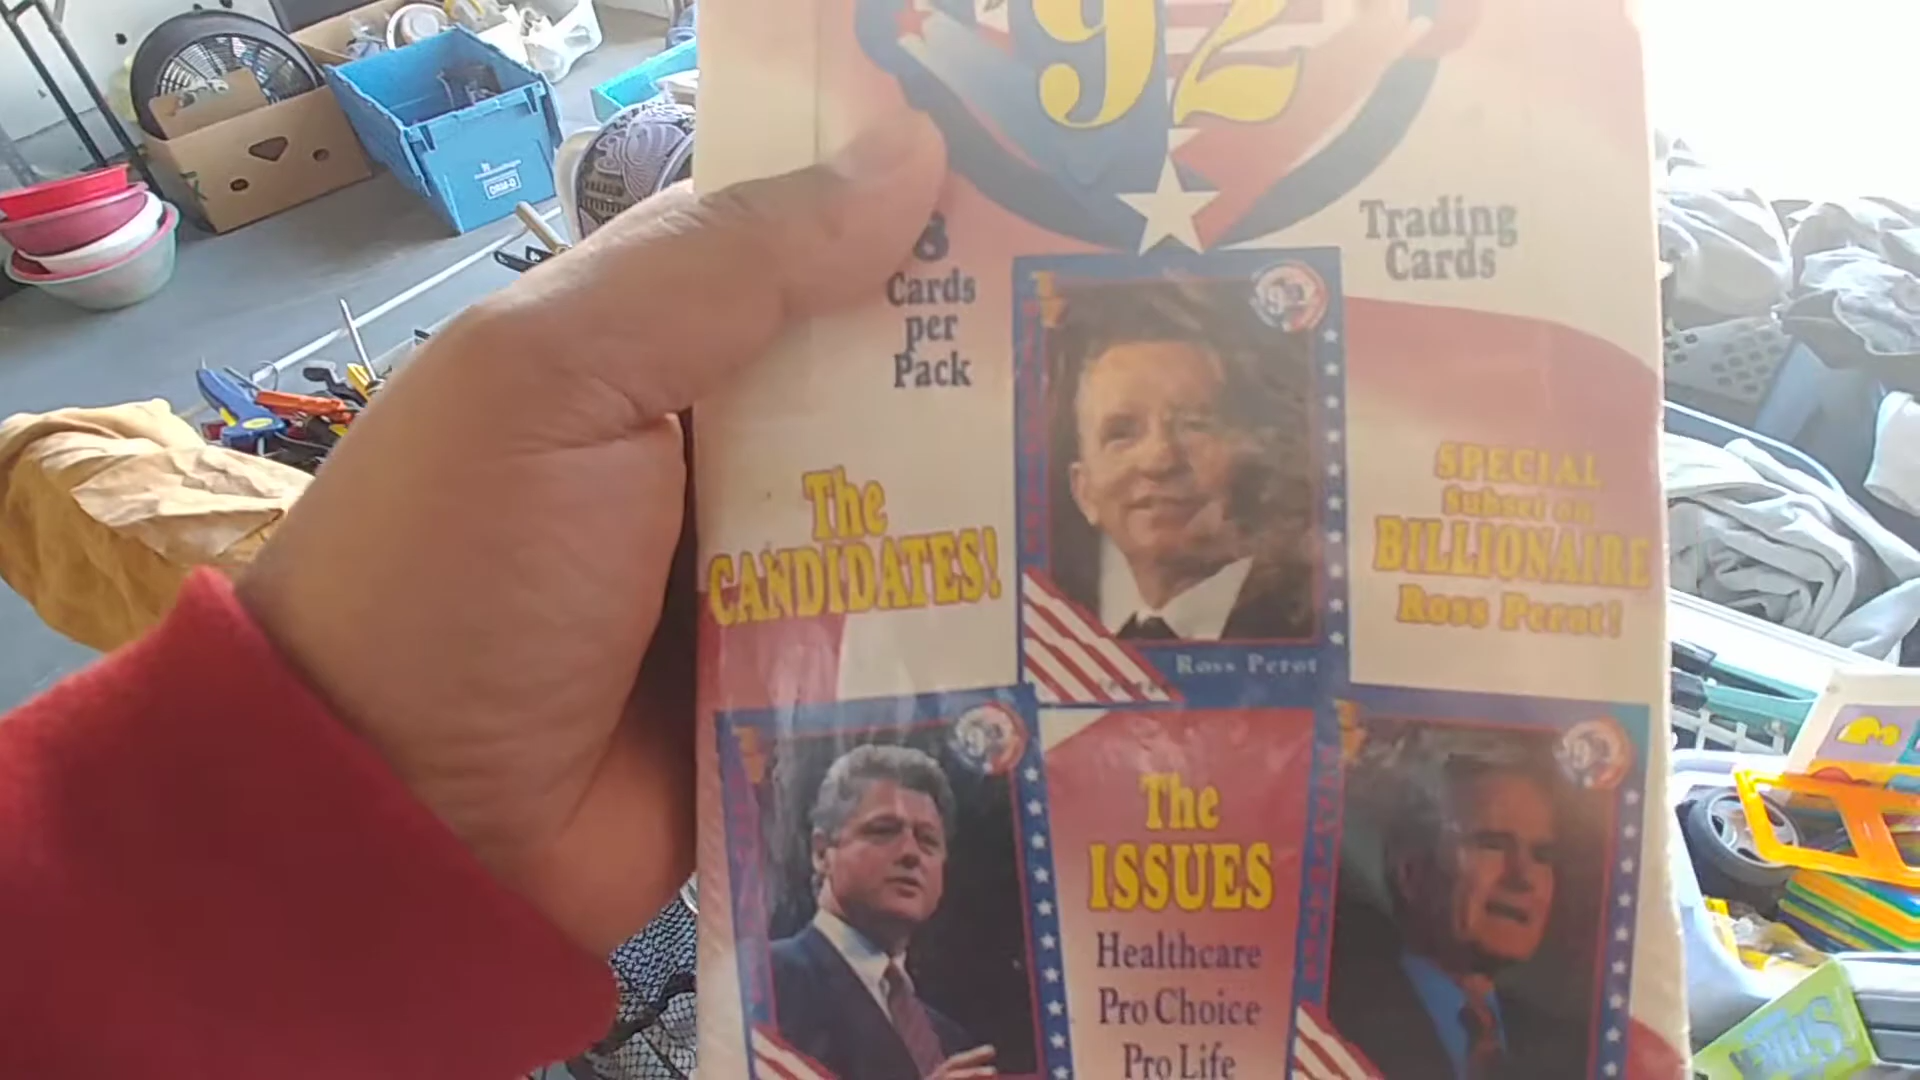 '92
8
Cards
per
Pack
Trading
Cards
The
CANDIDATES!
SPECIAL
subset on
BILLIONAIRE
Ross Perot!
Ross Perot
The
ISSUES
Healthcare
Pro Choice
Pro Life
ORM-D